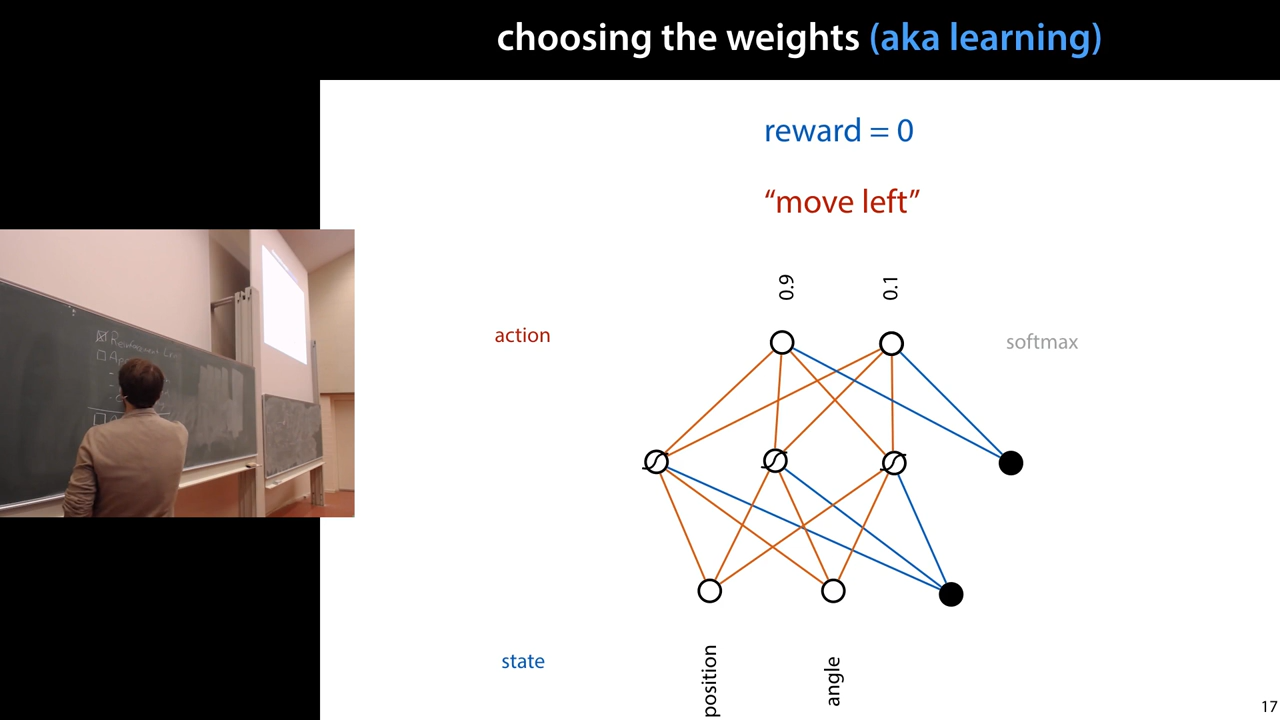 choosing the weights (aka learning)
reward = 0
“move left”
0.9
0.1
action
softmax
state
position
angle
17